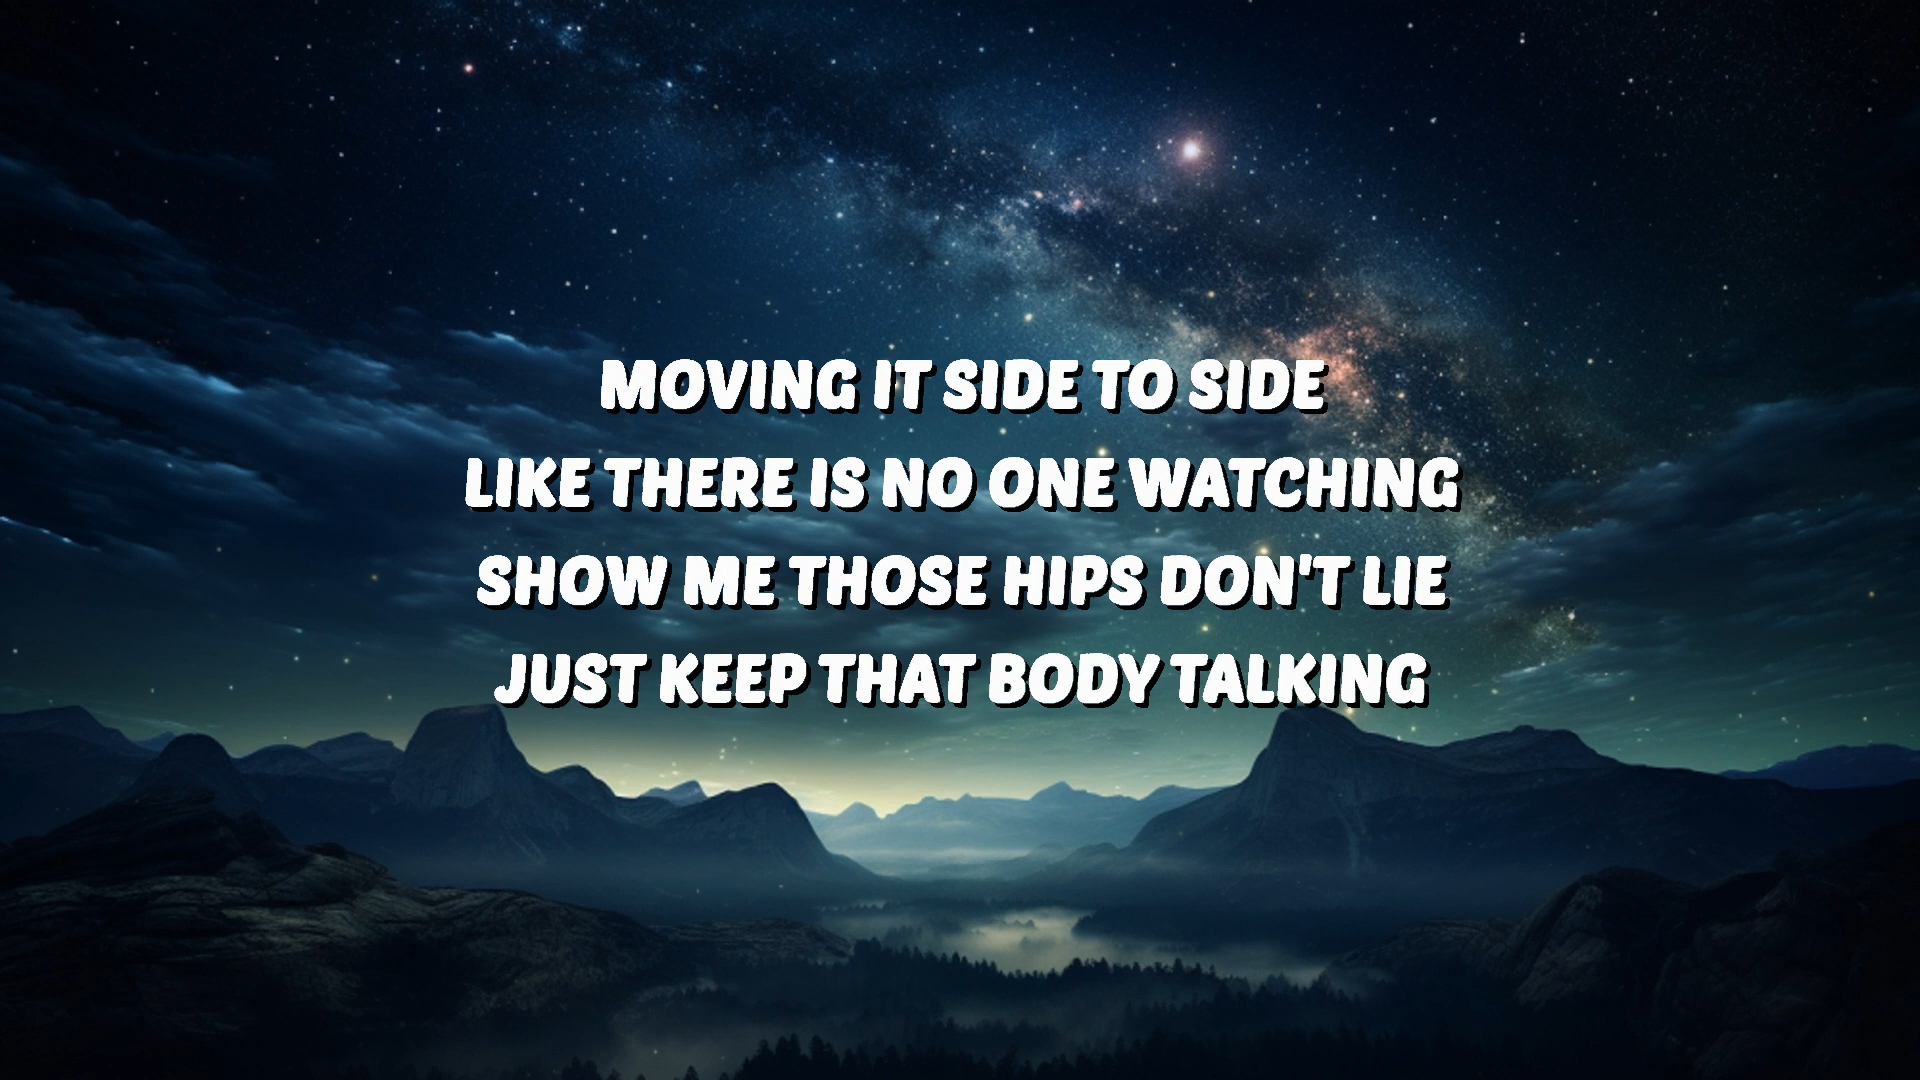 MOVING IT SIDE TO SIDE
LIKE THERE IS NO ONE WATCHING
SHOW ME THOSE HIPS DON'T LIE
JUST KEEP THAT BODY TALKING